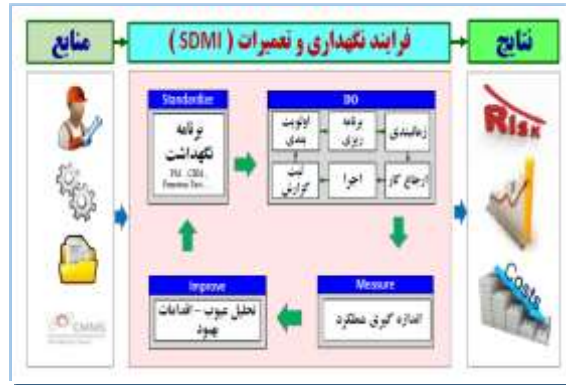 منابع
فرایند نگهداری و تعمیرات ( SDMI )
نتایج
Standardize
برنامه
نگهداشت
PM , CBM ,
DO
اولویت بندی
برنامه ریزی
زمانبندی
ثبت گزارش
اجرا
ارجاع کار
Improve
تحلیل عیوب – اقدامات
بهبود
Measure
اندازه گیری عملکرد
CMMS
Risk
Costs